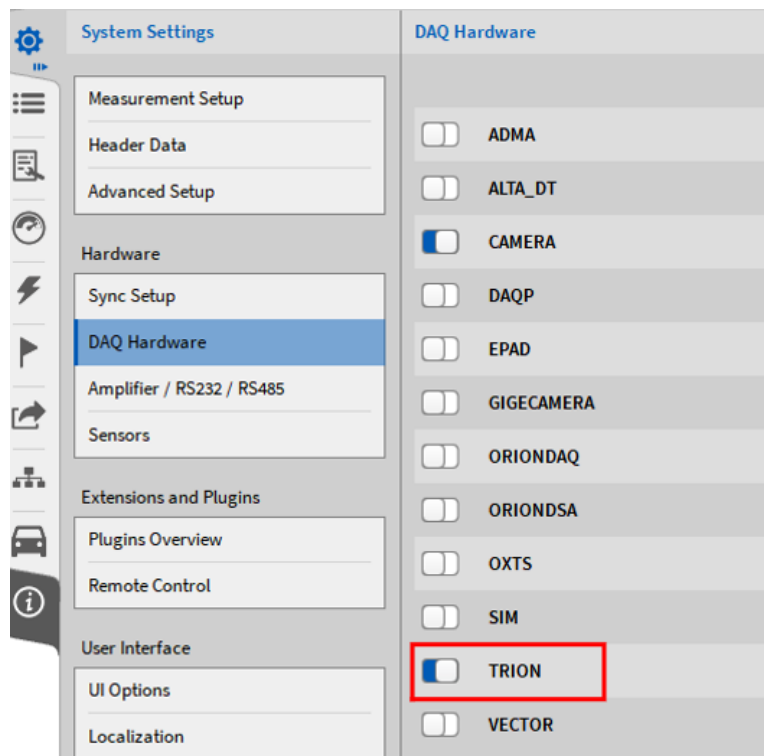 System Settings
Measurement Setup
Header Data
Advanced Setup
Hardware
Sync Setup
DAQ Hardware
Amplifier / RS232 / RS485
Sensors
Extensions and Plugins
Plugins Overview
Remote Control
User Interface
UI Options
Localization
DAQ Hardware
ADMA
ALTA_DT
CAMERA
DAQP
EPAD
GIGECAMERA
ORIONDAQ
ORIONDSA
OXTS
SIM
TRION
VECTOR